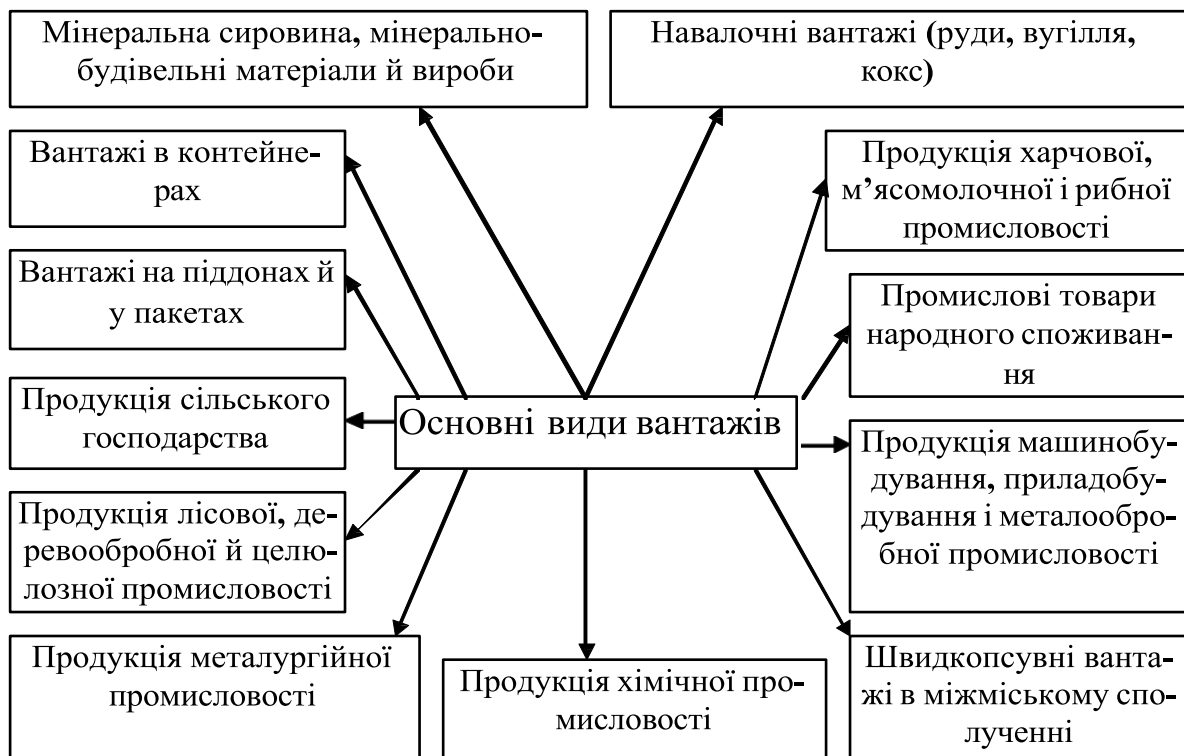 Мінеральна сировина, мінерально-
будівельні матеріали й вироби
Навалочні вантажі (руди, вугілля,
кокс)
Вантажі в контейне-
рах
Продукція харчової,
м’ясомолочної і рибної
промисловості
Вантажі на піддонах й
у пакетах
Промислові товари
народного споживан-
ня
Продукція сільського
господарства
Основні види вантажів
Продукція машинобу-
дування, приладобу-
дування і металообро-
бної промисловості
Продукція лісової, де-
ревообробної й целю-
лозної промисловості
Продукція металургійної
промисловості
Продукція хімічної про-
мисловості
Швидкопсувні ванта-
жі в міжміському спо-
лученні